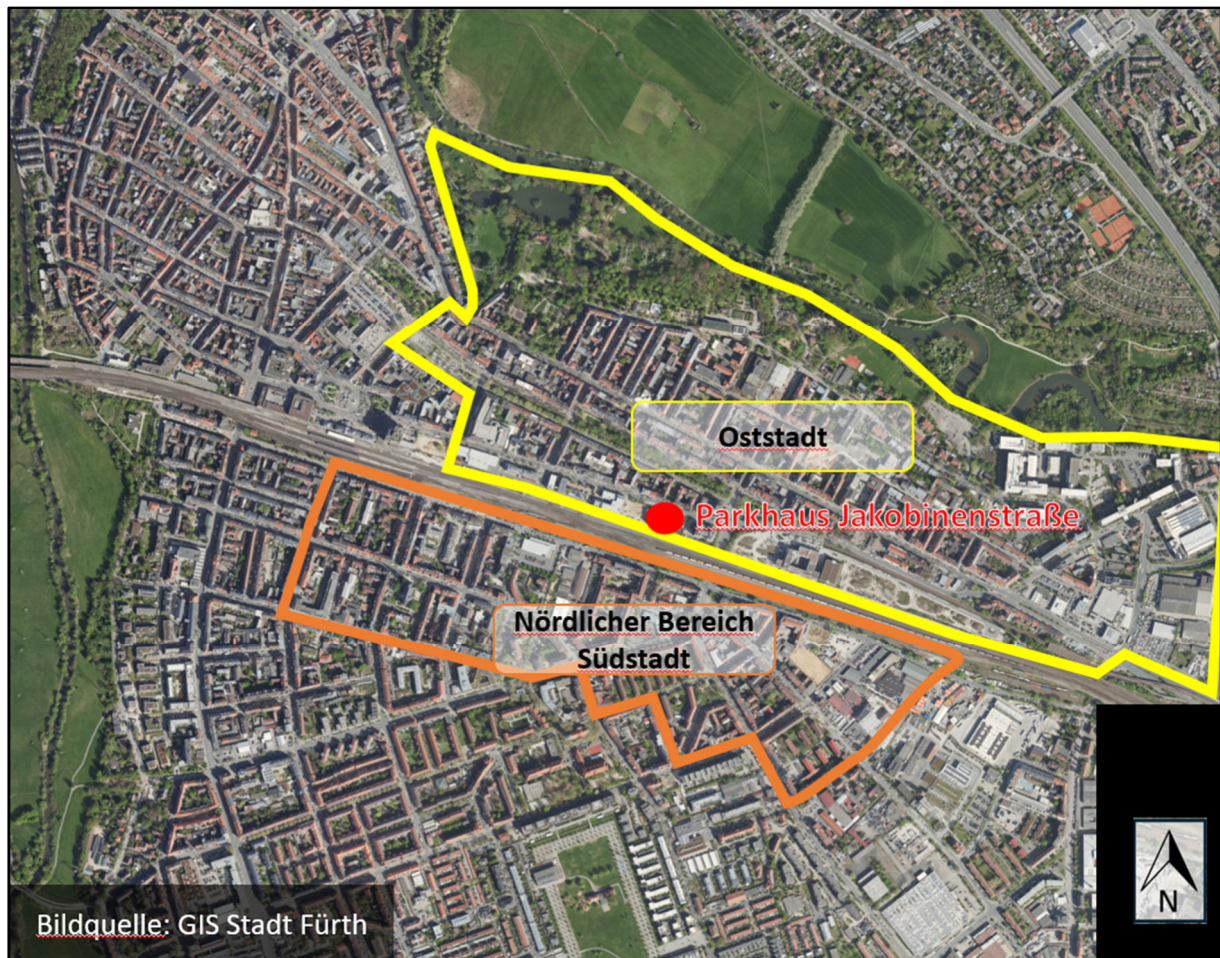 Oststadt
Parkhaus Jakobinenstraße
Nördlicher Bereich
Südstadt
Bildquelle: GIS Stadt Fürth
N